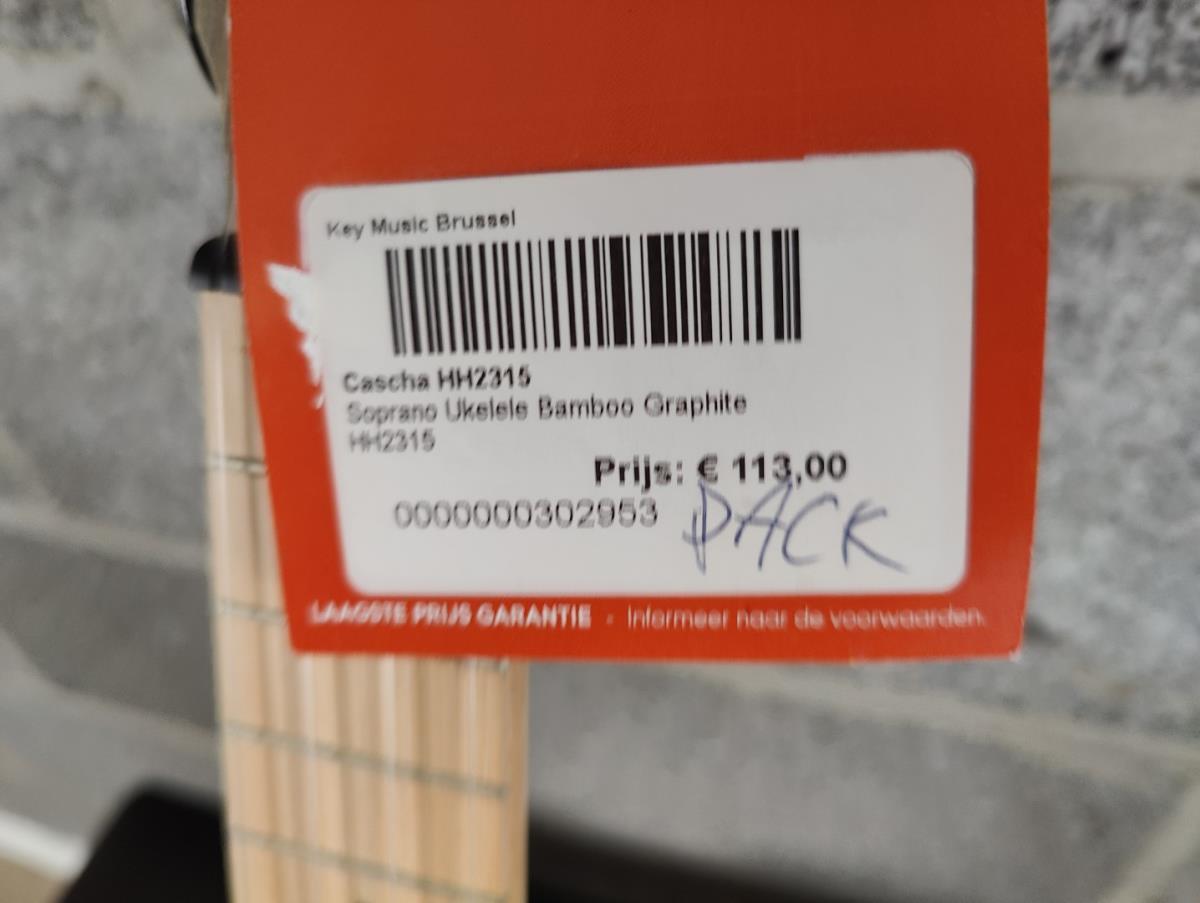 Key Music Brussel
Cascha HH2315
Soprano Ukelele Bamboo Graphite
HH2315
Prijs: € 113,00
0000000302953
PACK
LAAGSTE PRIJS GARANTIE - Informeer naar de voorwaarden.